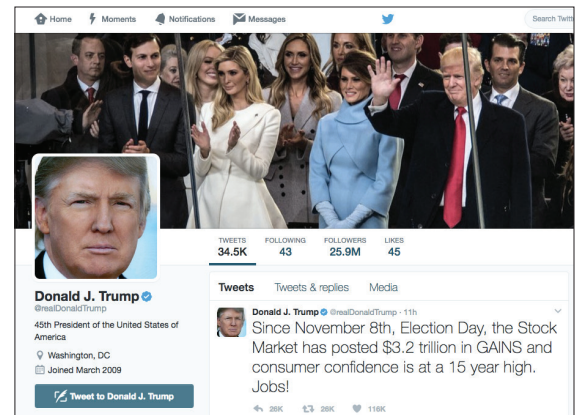 Home Moments Notifications Messages Search Twitt
TWEETS FOLLOWING FOLLOWERS LIKES
34.5K 43 25.9M 45
Donald J. Trump
@realDonaldTrump
45th President of the United States of
America
Washington, DC
Joined March 2009
Tweet to Donald J. Trump
Tweets Tweets & replies Media
Donald J. Trump @realDonaldTrump · 11h
Since November 8th, Election Day, the Stock
Market has posted $3.2 trillion in GAINS and
consumer confidence is at a 15 year high.
Jobs!
26K 26K 116K